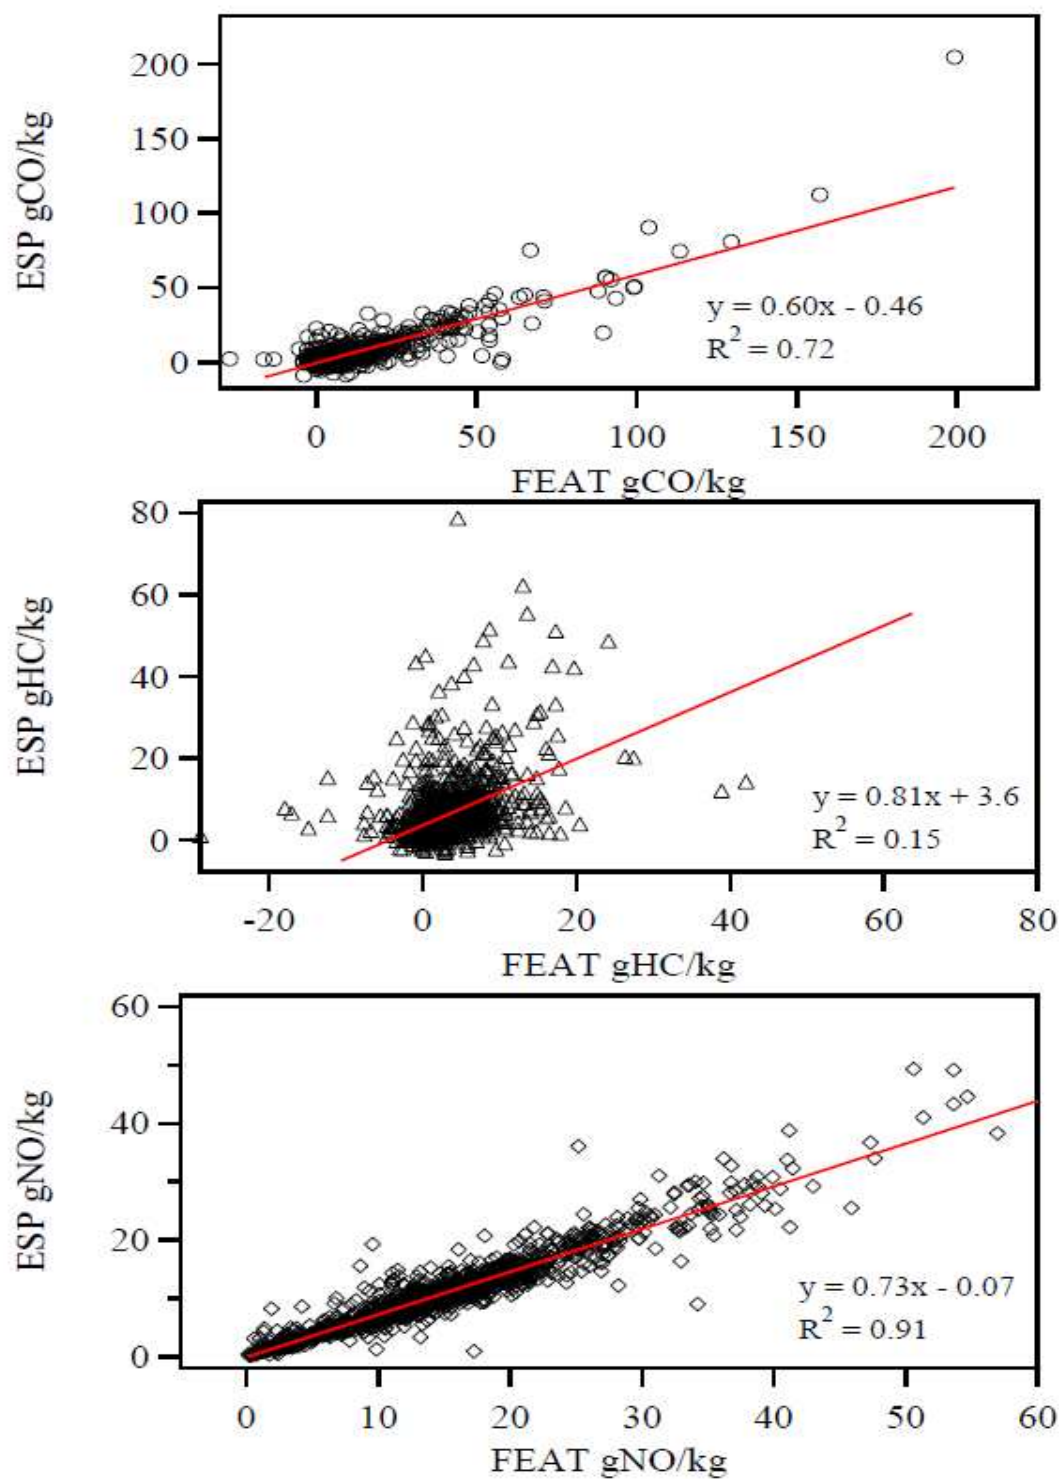 200
150
100
50
0
ESP gCO/kg
y = 0.60x - 0.46
R² = 0.72
0 50 100 150 200
FEAT gCO/kg
80
60
40
20
0
ESP gHC/kg
y = 0.81x + 3.6
R² = 0.15
-20 0 20 40 60 80
FEAT gHC/kg
60
40
20
0
ESP gNO/kg
y = 0.73x - 0.07
R² = 0.91
0 10 20 30 40 50 60
FEAT gNO/kg